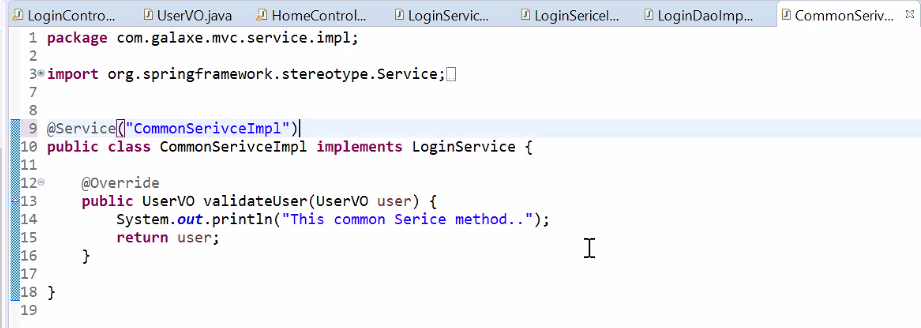 LoginContro... UserVO.java HomeControl... LoginServic... LoginSericeI... LoginDaoImp... CommonSeriv...
1 package com.galaxe.mvc.service.impl;
2
3 import org.springframework.stereotype.Service;
7
8
9 @Service("CommonSerivceImpl")
10 public class CommonSerivceImpl implements LoginService {
11
12 @Override
13 public UserVO validateUser(UserVO user) {
14 System.out.println("This common Serice method..");
15 return user;
16 }
17
18 }
19